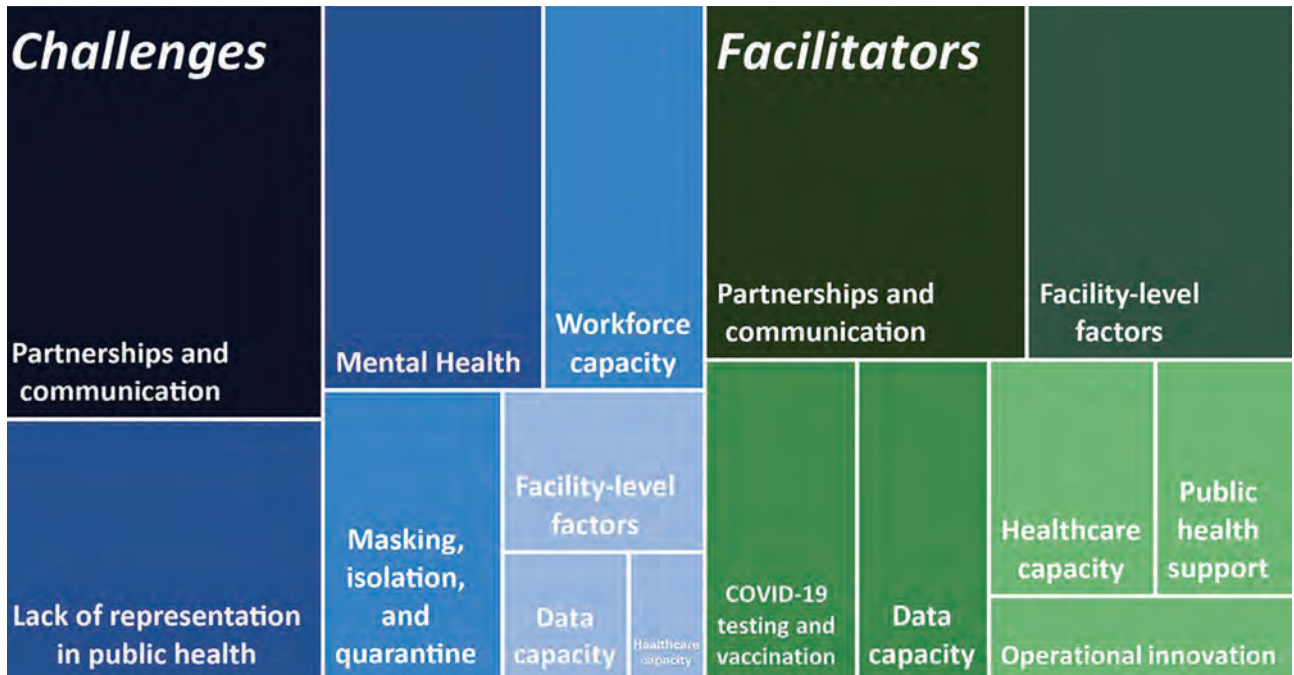 Challenges
Partnerships and
communication
Mental Health
Workforce
capacity
Lack of representation
in public health
Masking,
isolation,
and
quarantine
Facility-level
factors
Data
capacity
Healthcare
capacity
Facilitators
Partnerships and
communication
Facility-level
factors
COVID-19
testing and
vaccination
Data
capacity
Healthcare
capacity
Public
health
support
Operational innovation